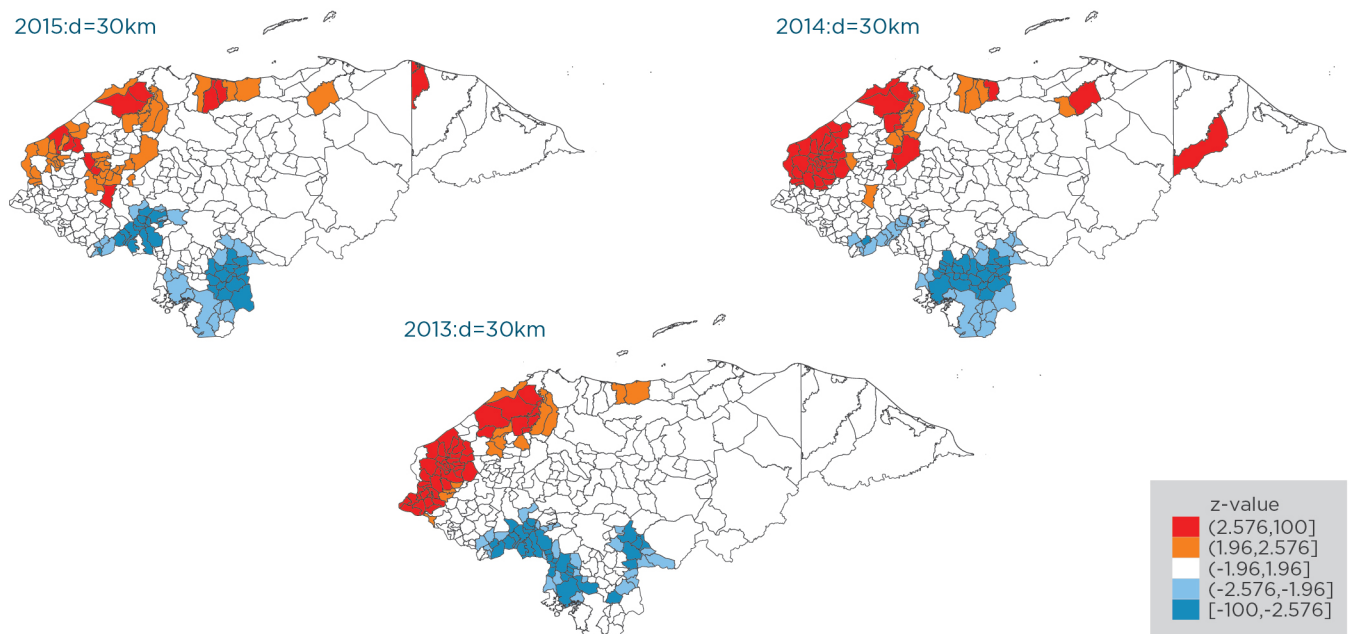 2015:d=30km
2014:d=30km
2013:d=30km
z-value
(2.576,100]
(1.96,2.576]
(-1.96,1.96]
(-2.576,-1.96]
[-100,-2.576]